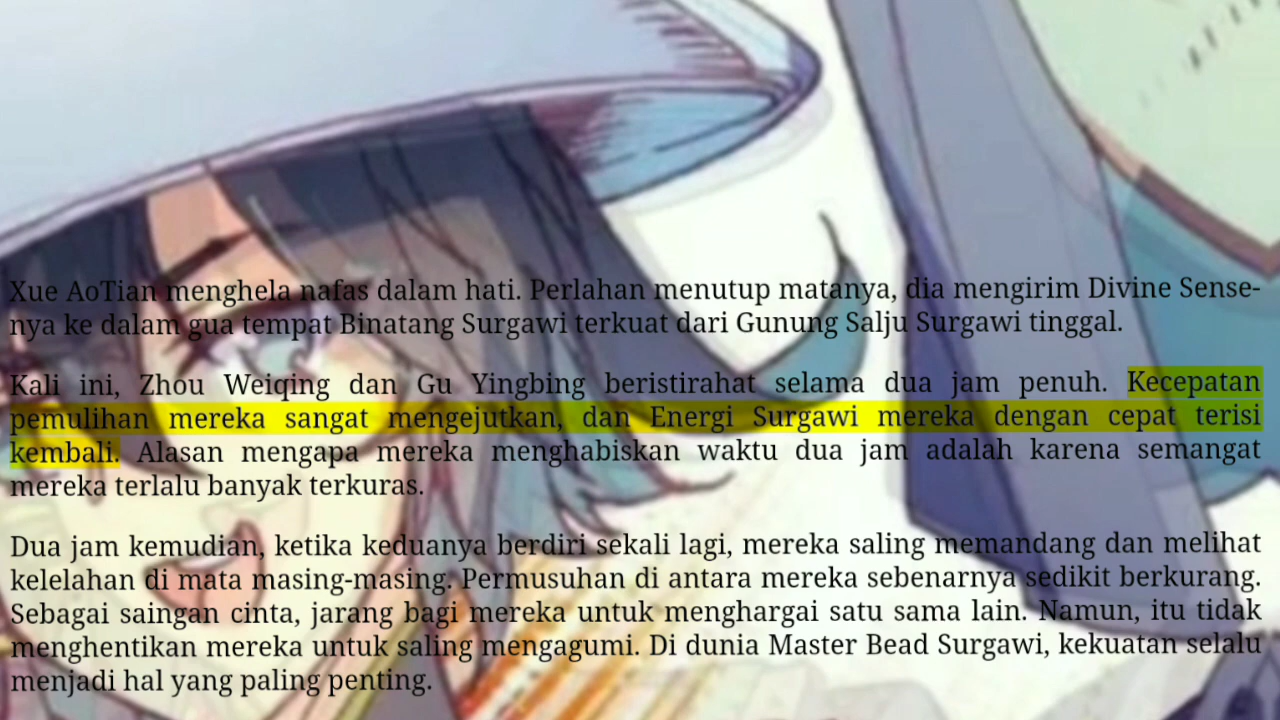 Xue AoTian menghela nafas dalam hati. Perlahan menutup matanya, dia mengirim Divine Sense-
nya ke dalam gua tempat Binatang Surgawi terkuat dari Gunung Salju Surgawi tinggal.
Kali ini, Zhou Weiqing dan Gu Yingbing beristirahat selama dua jam penuh. Kecepatan
pemulihan mereka sangat mengejutkan, dan Energi Surgawi mereka dengan cepat terisi
kembali. Alasan mengapa mereka menghabiskan waktu dua jam adalah karena semangat
mereka terlalu banyak terkuras.
Dua jam kemudian, ketika keduanya berdiri sekali lagi, mereka saling memandang dan melihat
kelelahan di mata masing-masing. Permusuhan di antara mereka sebenarnya sedikit berkurang.
Sebagai saingan cinta, jarang bagi mereka untuk menghargai satu sama lain. Namun, itu tidak
menghentikan mereka untuk saling mengagumi. Di dunia Master Bead Surgawi, kekuatan selalu
menjadi hal yang paling penting.